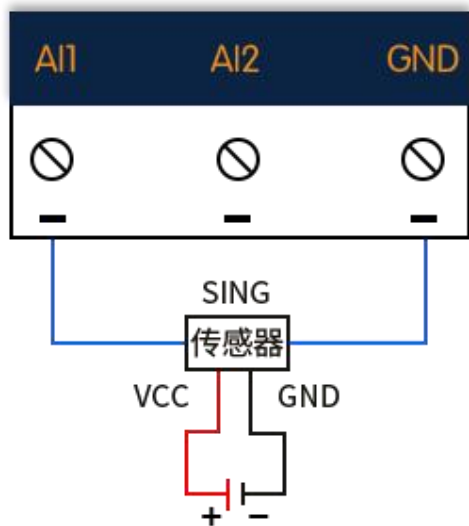 AI1 AI2 GND
SING
传感器
VCC GND
+ −